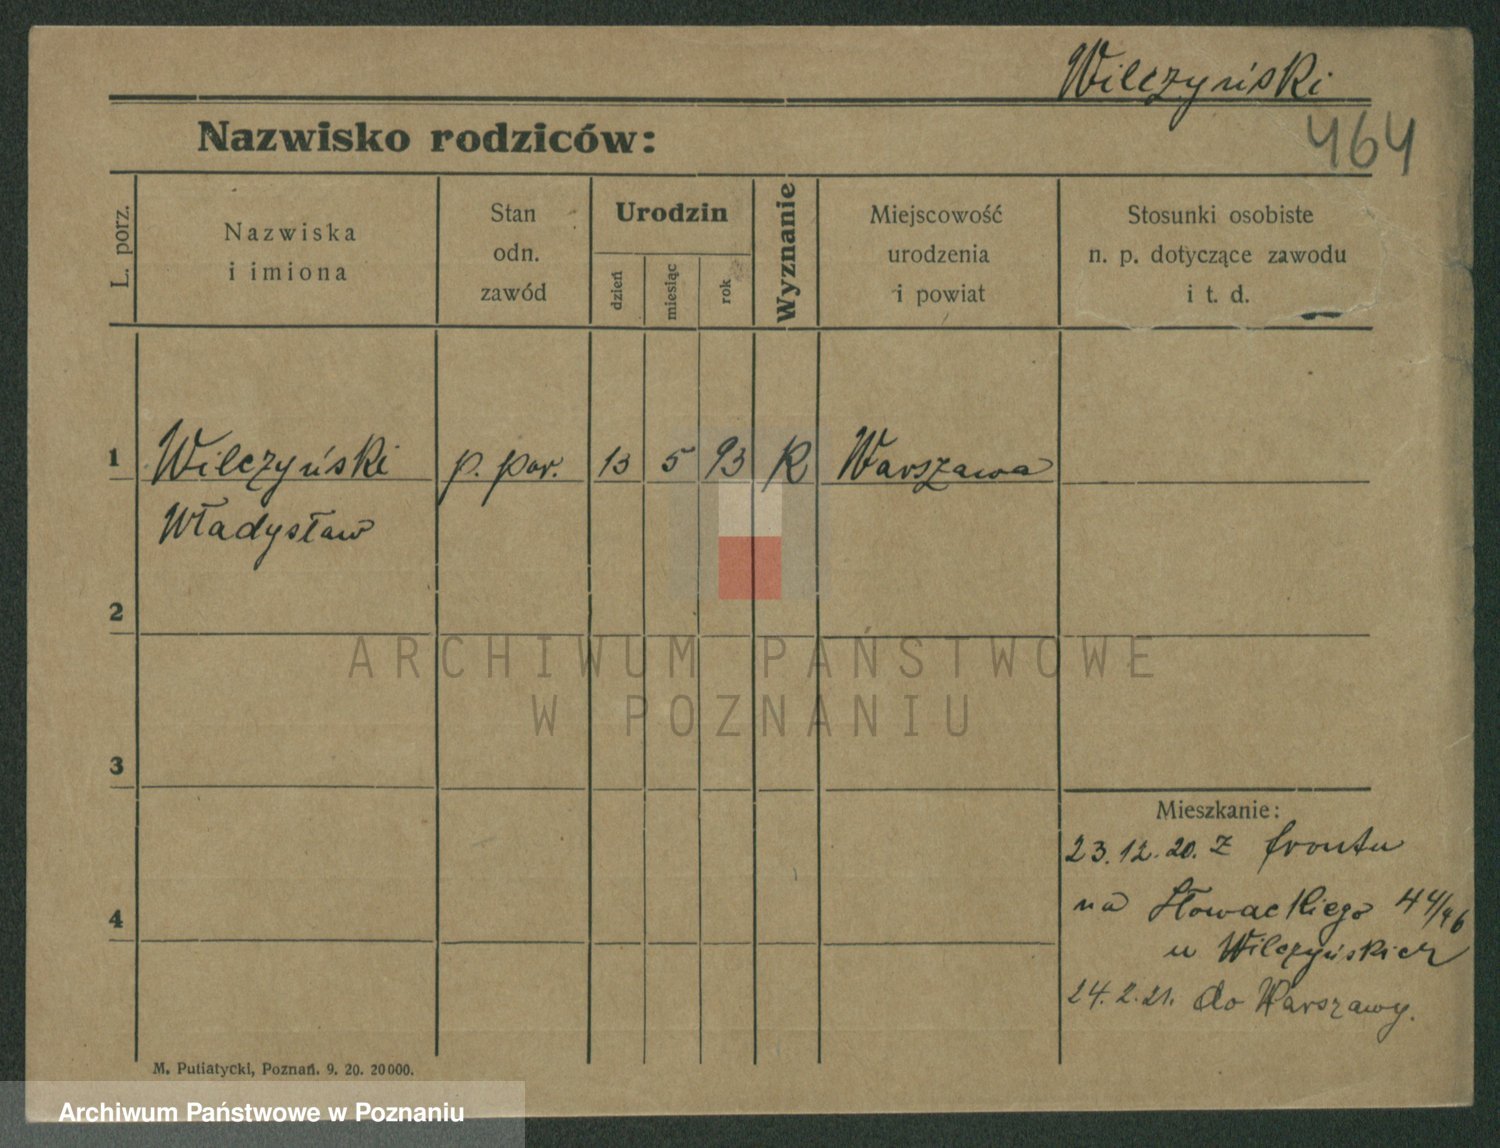 Wilczyński
Nazwisko rodziców:
464
L. porz.
Nazwiska
i imiona
Stan
odn.
zawód
Urodzin
dzień
miesiąc
rok
Wyznanie
Miejscowość
urodzenia
i powiat
Stosunki osobiste
n. p. dotyczące zawodu
i t. d.
1 Wilczyński p. por. 13 5 93 R Warszawa
Władysław
2
ARCHIWUM PAŃSTWOWE
W POZNANIU
3
Mieszkanie:
23.12.20. z frontu
na Słowackiego 44/46
4
u Wilczyńskich
24.2.21. do Warszawy.
M. Putiatycki, Poznań. 9. 20. 20000.
Archiwum Państwowe w Poznaniu